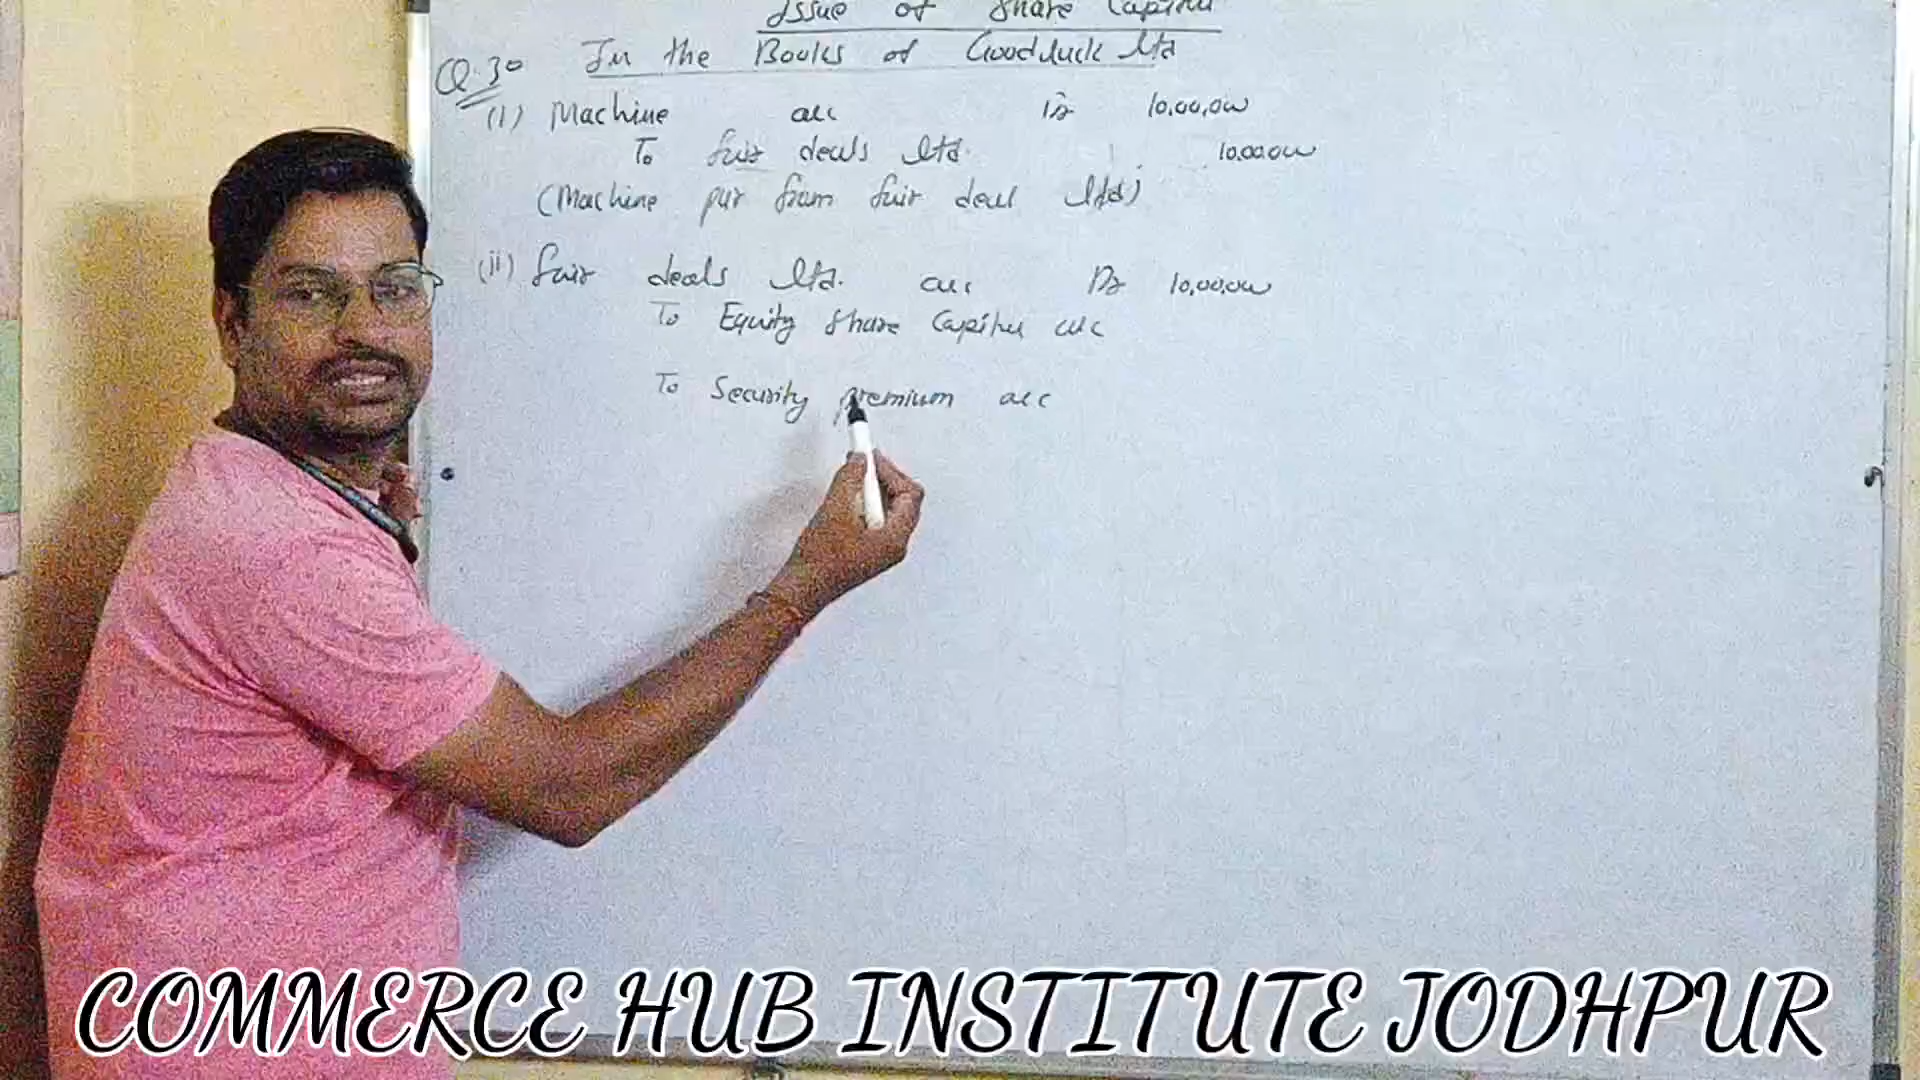 Issue of Share Capital
Q.30 In the Books of Goodluck ltd
(i) Machine a/c Dr 10,00,000
To fair deals ltd. 10,00,000
(Machine pur from fair deal ltd)
(ii) fair deals ltd. a/c Dr 10,00,000
To Equity Share Capital a/c
To Security premium a/c
COMMERCE HUB INSTITUTE JODHPUR